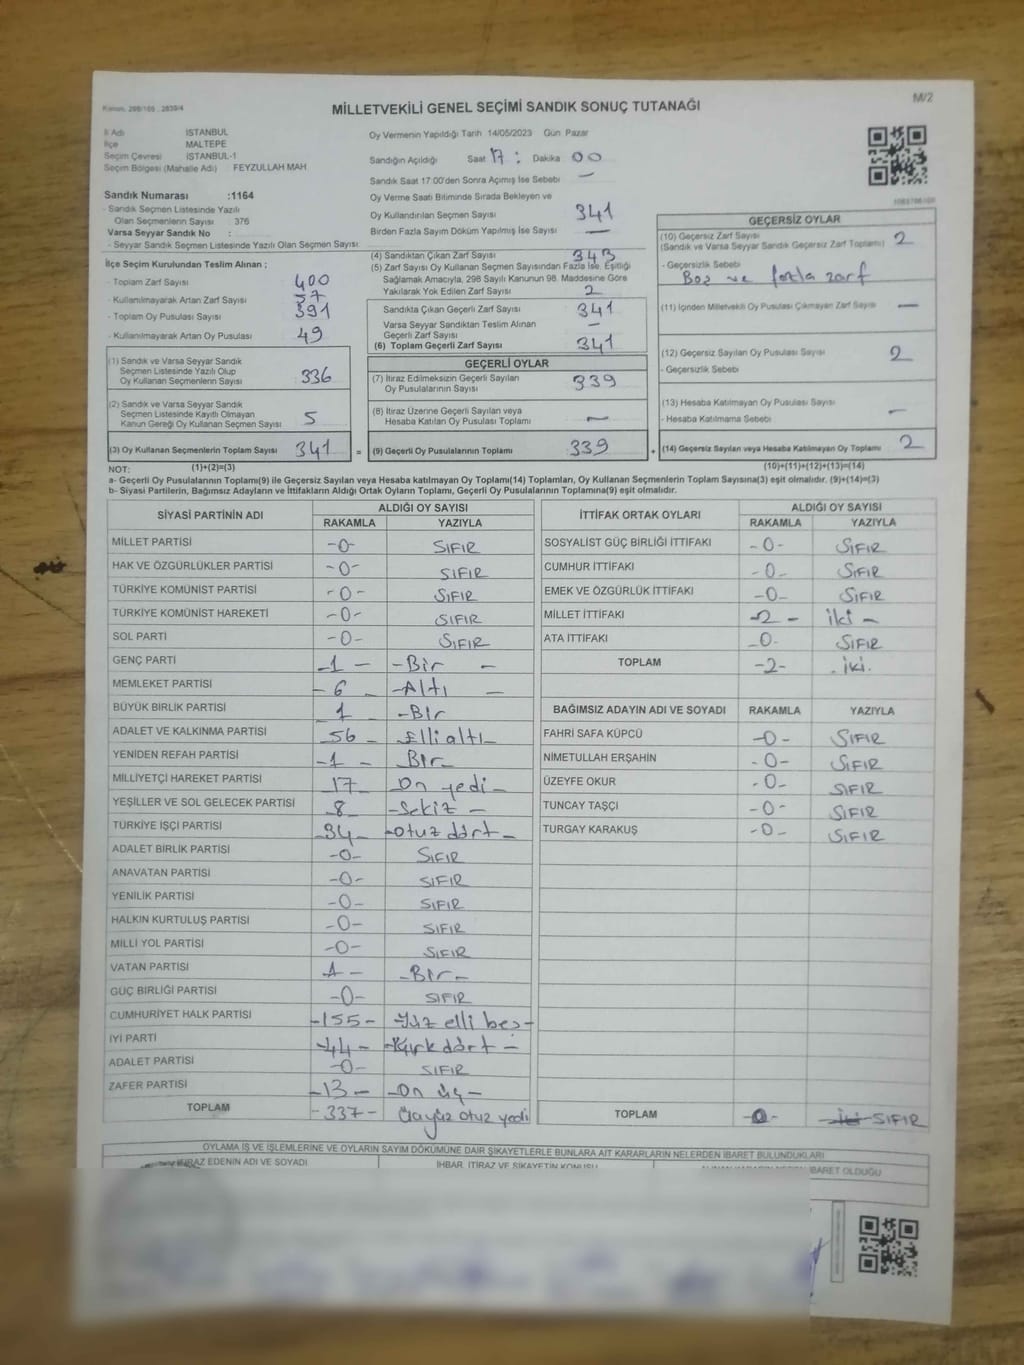 Kanun, 298/105 , 2839/4
MİLLETVEKİLİ GENEL SEÇİMİ SANDIK SONUÇ TUTANAĞI
M/2
İl Adı İSTANBUL
İlçe MALTEPE
Seçim Çevresi İSTANBUL-1
Seçim Bölgesi (Mahalle Adı) FEYZULLAH MAH
Sandık Numarası :1164
- Sandık Seçmen Listesinde Yazılı
Olan Seçmenlerin Sayısı 376
Varsa Seyyar Sandık No :
- Seyyar Sandık Seçmen Listesinde Yazılı Olan Seçmen Sayısı:
İlçe Seçim Kurulundan Teslim Alınan ;
- Toplam Zarf Sayısı 400
- Kullanılmayarak Artan Zarf Sayısı 57
- Toplam Oy Pusulası Sayısı 391
- Kullanılmayarak Artan Oy Pusulası 49
(1) Sandık ve Varsa Seyyar Sandık
Seçmen Listesinde Yazılı Olup
Oy Kullanan Seçmenlerin Sayısı 336
(2) Sandık ve Varsa Seyyar Sandık
Seçmen Listesinde Kayıtlı Olmayan
Kanun Gereği Oy Kullanan Seçmen Sayısı 5
(3) Oy Kullanan Seçmenlerin Toplam Sayısı 341 =
Oy Vermenin Yapıldığı Tarih 14/05/2023 Gün Pazar
Sandığın Açıldığı Saat 17 : Dakika 00
Sandık Saat 17:00'den Sonra Açımış İse Sebebi —
Oy Verme Saati Bitiminde Sırada Bekleyen ve
Oy Kullandırılan Seçmen Sayısı 341
Birden Fazla Sayım Döküm Yapılmış İse Sayısı —
(4) Sandıktan Çıkan Zarf Sayısı 343
(5) Zarf Sayısı Oy Kullanan Seçmen Sayısından Fazla İse, Eşitliği
Sağlamak Amacıyla, 298 Sayılı Kanunun 98. Maddesine Göre
Yakılarak Yok Edilen Zarf Sayısı 2
Sandıkta Çıkan Geçerli Zarf Sayısı 341
Varsa Seyyar Sandıktan Teslim Alınan
Geçerli Zarf Sayısı —
(6) Toplam Geçerli Zarf Sayısı 341
GEÇERLİ OYLAR
(7) İtiraz Edilmeksizin Geçerli Sayılan
Oy Pusulalarının Sayısı 339
(8) İtiraz Üzerine Geçerli Sayılan veya
Hesaba Katılan Oy Pusulası Toplamı —
(9) Geçerli Oy Pusulalarının Toplamı 339 +
GEÇERSİZ OYLAR
(10) Geçersiz Zarf Sayısı
(Sandık ve Varsa Seyyar Sandık Geçersiz Zarf Toplamı) 2
- Geçersizlik Sebebi
Boş ve fazla zarf
(11) İçinden Milletvekili Oy Pusulası Çıkmayan Zarf Sayısı —
(12) Geçersiz Sayılan Oy Pusulası Sayısı 2
- Geçersizlik Sebebi
(13) Hesaba Katılmayan Oy Pusulası Sayısı —
- Hesaba Katılmama Sebebi
(14) Geçersiz Sayılan veya Hesaba Katılmayan Oy Toplamı 2
NOT: (1)+(2)=(3) (10)+(11)+(12)+(13)=(14)
a- Geçerli Oy Pusulalarının Toplamı(9) ile Geçersiz Sayılan veya Hesaba katılmayan Oy Toplamı(14) Toplamları, Oy Kullanan Seçmenlerin Toplam Sayısına(3) eşit olmalıdır. (9)+(14)=(3)
b- Siyasi Partilerin, Bağımsız Adayların ve İttifakların Aldığı Ortak Oyların Toplamı, Geçerli Oy Pusulalarının Toplamına(9) eşit olmalıdır.
SİYASİ PARTİNİN ADI ALDIĞI OY SAYISI
RAKAMLA YAZIYLA
MİLLET PARTİSİ -0- SIFIR
HAK VE ÖZGÜRLÜKLER PARTİSİ -0- SIFIR
TÜRKİYE KOMÜNİST PARTİSİ -0- SIFIR
TÜRKİYE KOMÜNİST HAREKETİ -0- SIFIR
SOL PARTİ -0- SIFIR
GENÇ PARTİ -1- -Bir-
MEMLEKET PARTİSİ -6- -Altı-
BÜYÜK BİRLİK PARTİSİ 1 -Bir
ADALET VE KALKINMA PARTİSİ -56- Elli altı-
YENİDEN REFAH PARTİSİ -1- Bir-
MİLLİYETÇİ HAREKET PARTİSİ -17- On yedi-
YEŞİLLER VE SOL GELECEK PARTİSİ -8- -Sekiz-
TÜRKİYE İŞÇİ PARTİSİ -34- -otuz dört-
ADALET BİRLİK PARTİSİ -0- SIFIR
ANAVATAN PARTİSİ -0- SIFIR
YENİLİK PARTİSİ -0- SIFIR
HALKIN KURTULUŞ PARTİSİ -0- SIFIR
MİLLİ YOL PARTİSİ -0- SIFIR
VATAN PARTİSİ -1- -Bir-
GÜÇ BİRLİĞİ PARTİSİ -0- SIFIR
CUMHURİYET HALK PARTİSİ -155- -Yüz elli beş-
İYİ PARTİ -44- -Kırk dört-
ADALET PARTİSİ -0- SIFIR
ZAFER PARTİSİ -13- -On üç-
TOPLAM -337- Üçyüz otuz yedi
İTTİFAK ORTAK OYLARI ALDIĞI OY SAYISI
RAKAMLA YAZIYLA
SOSYALİST GÜÇ BİRLİĞİ İTTİFAKI -0- SIFIR
CUMHUR İTTİFAKI -0- SIFIR
EMEK VE ÖZGÜRLÜK İTTİFAKI -0- SIFIR
MİLLET İTTİFAKI -2- iki-
ATA İTTİFAKI -0- SIFIR
TOPLAM -2- .iki.
BAĞIMSIZ ADAYIN ADI VE SOYADI RAKAMLA YAZIYLA
FAHRİ SAFA KÜPCÜ -0- SIFIR
NİMETULLAH ERŞAHİN -0- SIFIR
ÜZEYFE OKUR -0- SIFIR
TUNCAY TAŞÇI -0- SIFIR
TURGAY KARAKUŞ -0- SIFIR
TOPLAM -0- SIFIR
OYLAMA İŞ VE İŞLEMLERİNE VE OYLARIN SAYIM DÖKÜMÜNE DAİR ŞİKAYETLERLE BUNLARA AİT KARARLARIN NELERDEN İBARET BULUNDUKLARI
İTİRAZ EDENİN ADI VE SOYADI İHBAR, İTİRAZ VE ŞİKAYETİN KONUSU İBARET OLDUĞU